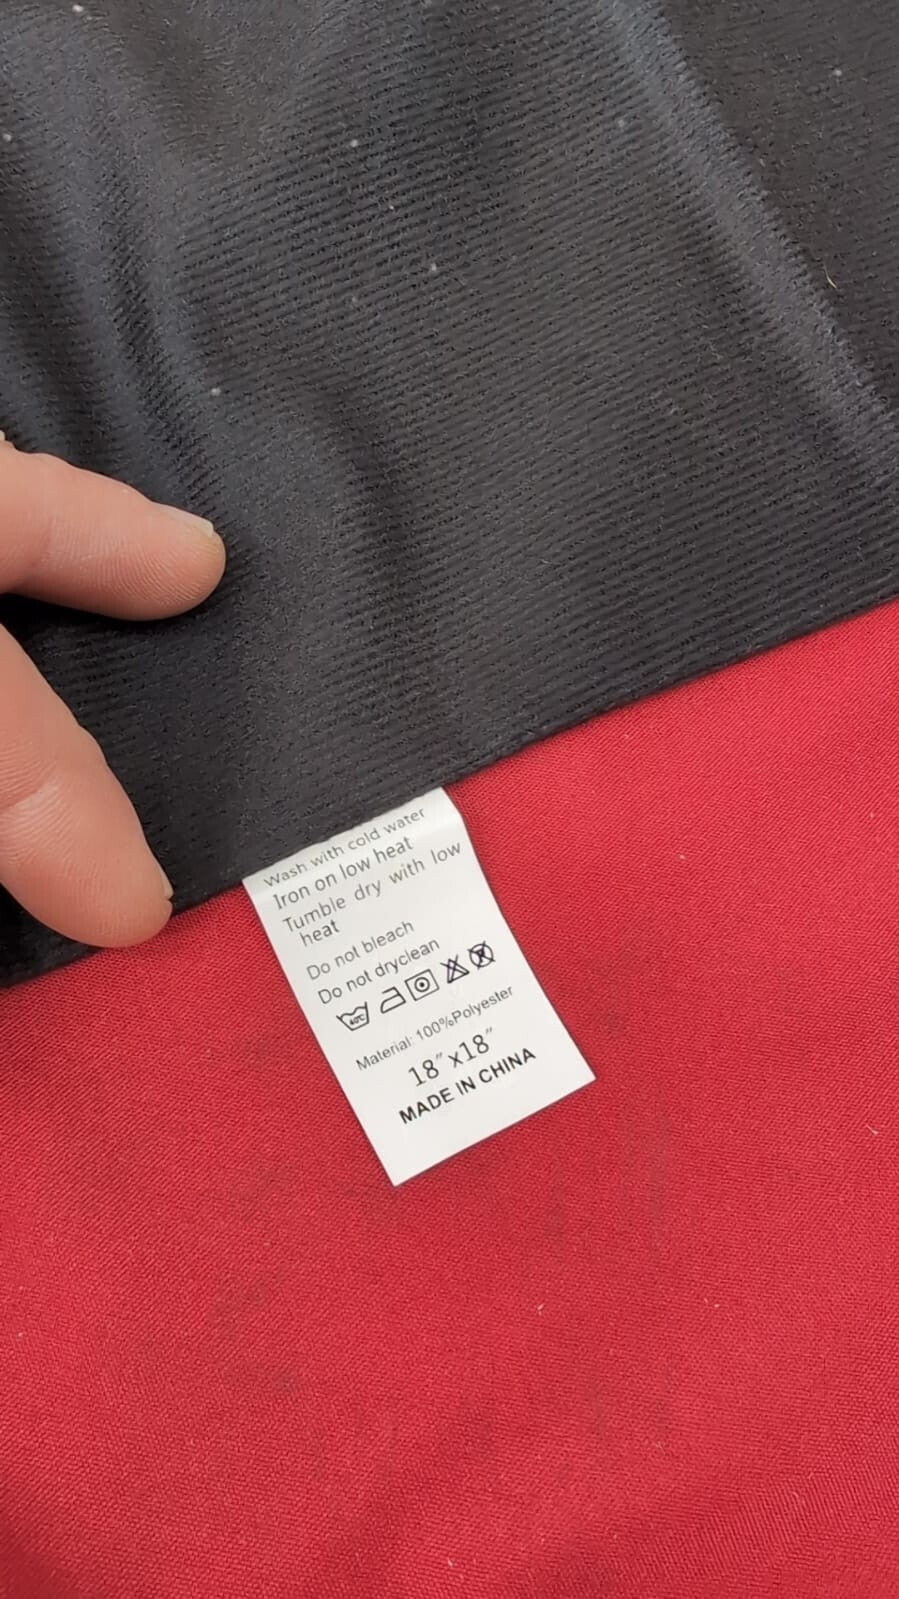 Wash with cold water
Iron on low heat
Tumble dry with low
heat
Do not bleach
Do not dryclean
40℃
Material: 100%Polyester
18″x18″
MADE IN CHINA